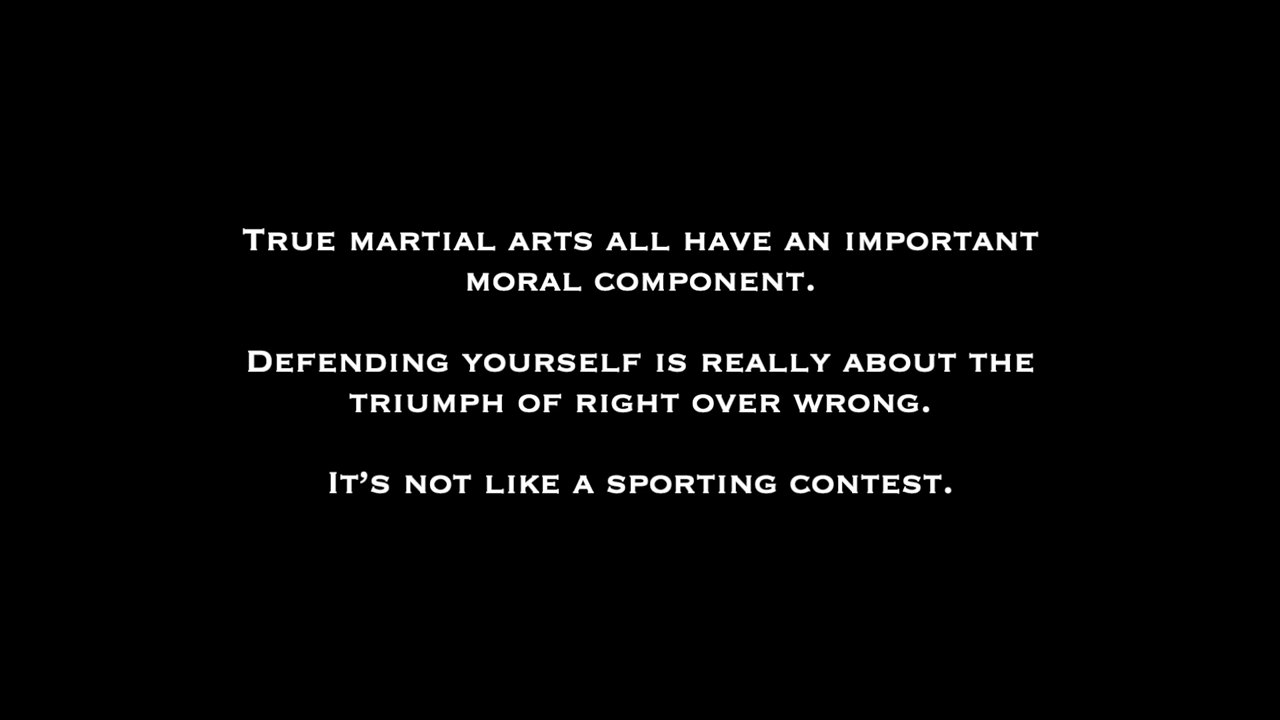 True martial arts all have an important
moral component.
Defending yourself is really about the
triumph of right over wrong.
It’s not like a sporting contest.